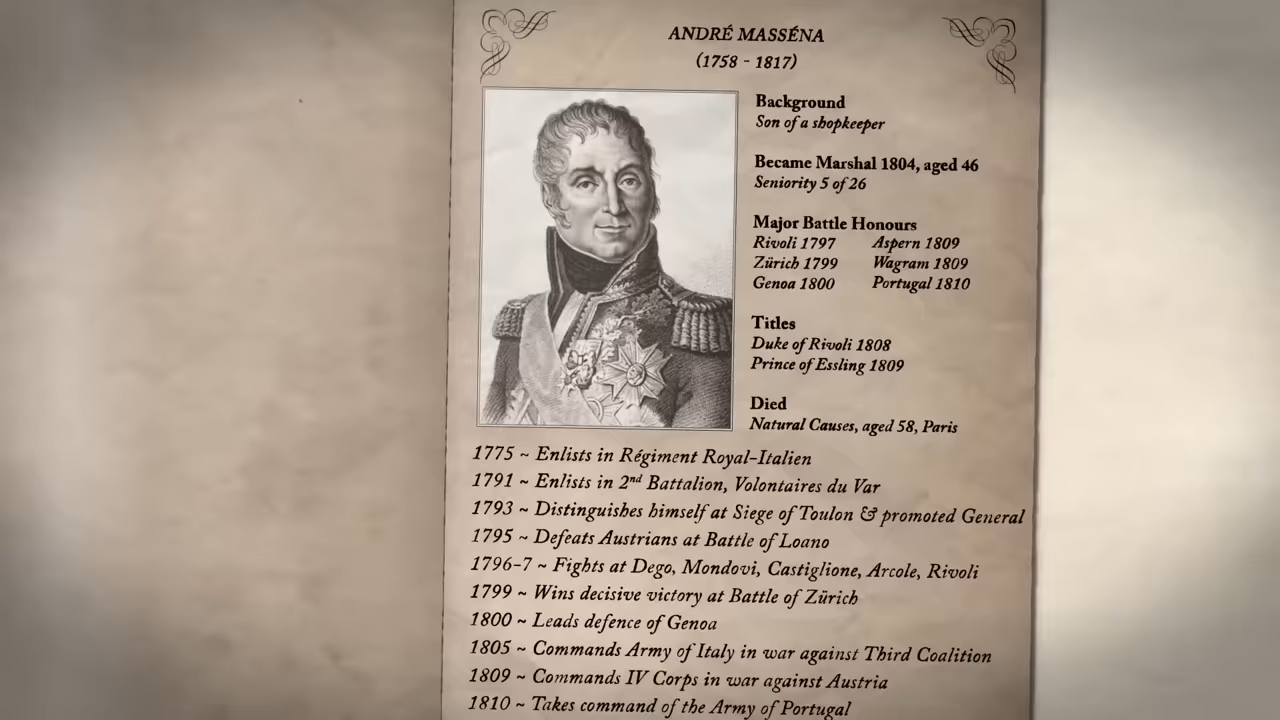 ANDRÉ MASSÉNA
(1758 - 1817)
Background
Son of a shopkeeper
Became Marshal 1804, aged 46
Seniority 5 of 26
Major Battle Honours
Rivoli 1797 Aspern 1809
Zürich 1799 Wagram 1809
Genoa 1800 Portugal 1810
Titles
Duke of Rivoli 1808
Prince of Essling 1809
Died
Natural Causes, aged 58, Paris
1775 ~ Enlists in Régiment Royal-Italien
1791 ~ Enlists in 2nd Battalion, Volontaires du Var
1793 ~ Distinguishes himself at Siege of Toulon & promoted General
1795 ~ Defeats Austrians at Battle of Loano
1796-7 ~ Fights at Dego, Mondovi, Castiglione, Arcole, Rivoli
1799 ~ Wins decisive victory at Battle of Zürich
1800 ~ Leads defence of Genoa
1805 ~ Commands Army of Italy in war against Third Coalition
1809 ~ Commands IV Corps in war against Austria
1810 ~ Takes command of the Army of Portugal